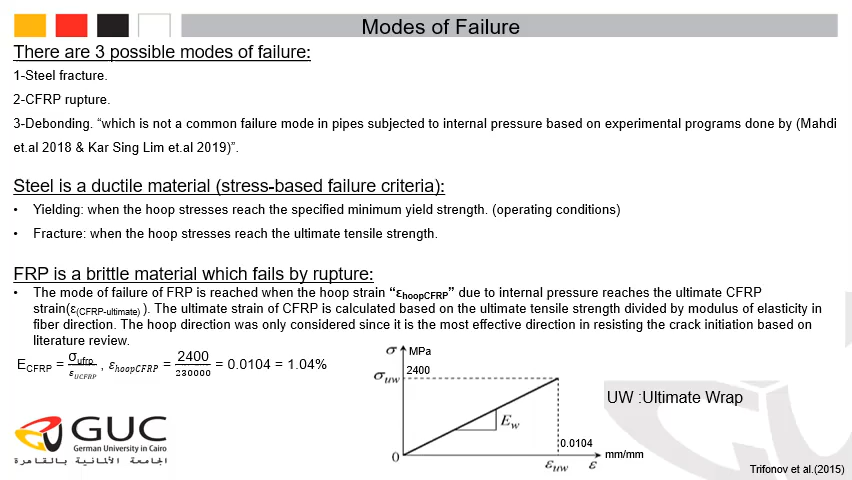 Modes of Failure
There are 3 possible modes of failure:
1-Steel fracture.
2-CFRP rupture.
3-Debonding. “which is not a common failure mode in pipes subjected to internal pressure based on experimental programs done by (Mahdi
et.al 2018 & Kar Sing Lim et.al 2019)”.
Steel is a ductile material (stress-based failure criteria):
• Yielding: when the hoop stresses reach the specified minimum yield strength. (operating conditions)
• Fracture: when the hoop stresses reach the ultimate tensile strength.
FRP is a brittle material which fails by rupture:
• The mode of failure of FRP is reached when the hoop strain “εhoopCFRP” due to internal pressure reaches the ultimate CFRP
strain(ε(CFRP-ultimate) ). The ultimate strain of CFRP is calculated based on the ultimate tensile strength divided by modulus of elasticity in
fiber direction. The hoop direction was only considered since it is the most effective direction in resisting the crack initiation based on
literature review.
ECFRP = σufrp/εUCFRP , εhoopCFRP = 2400/230000 = 0.0104 = 1.04%
σ MPa
σuw 2400
Ew
0.0104
0 εuw ε mm/mm
UW :Ultimate Wrap
GUC
German University in Cairo
الجامعة الألمانية بالقاهرة
Trifonov et al.(2015)